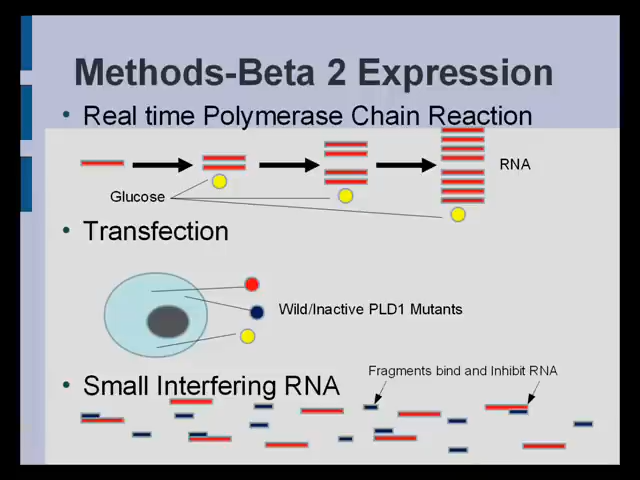 Methods-Beta 2 Expression
• Real time Polymerase Chain Reaction
RNA
Glucose
• Transfection
Wild/Inactive PLD1 Mutants
Fragments bind and Inhibit RNA
• Small Interfering RNA